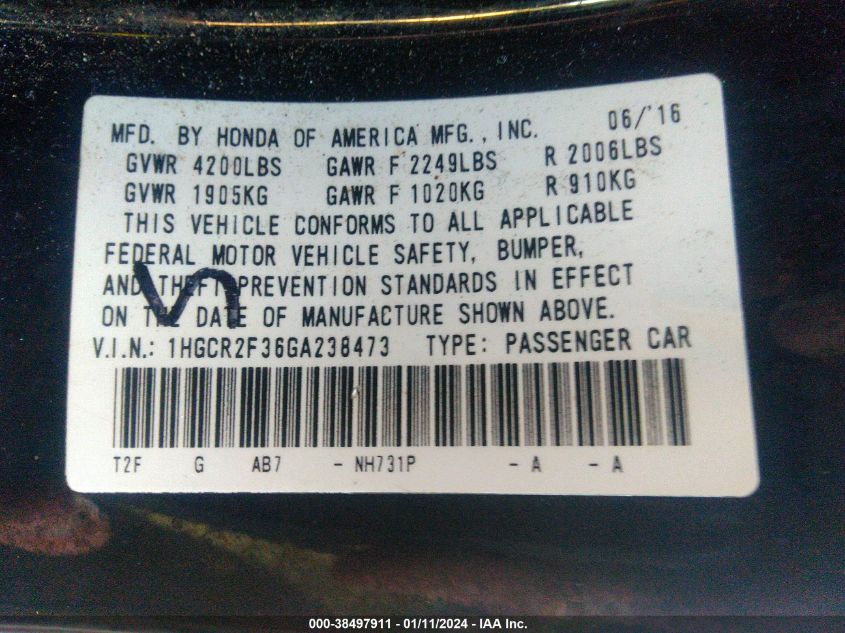 MFD. BY HONDA OF AMERICA MFG., INC. 06/'16
GVWR 4200LBS GAWR F 2249LBS R 2006LBS
GVWR 1905KG GAWR F 1020KG R 910KG
THIS VEHICLE CONFORMS TO ALL APPLICABLE
FEDERAL MOTOR VEHICLE SAFETY, BUMPER,
AND THEFT PREVENTION STANDARDS IN EFFECT
ON THE DATE OF MANUFACTURE SHOWN ABOVE.
V.I.N.: 1HGCR2F36GA238473 TYPE: PASSENGER CAR
T2F G AB7 - NH731P - A - A
000-38497911 - 01/11/2024 - IAA Inc.